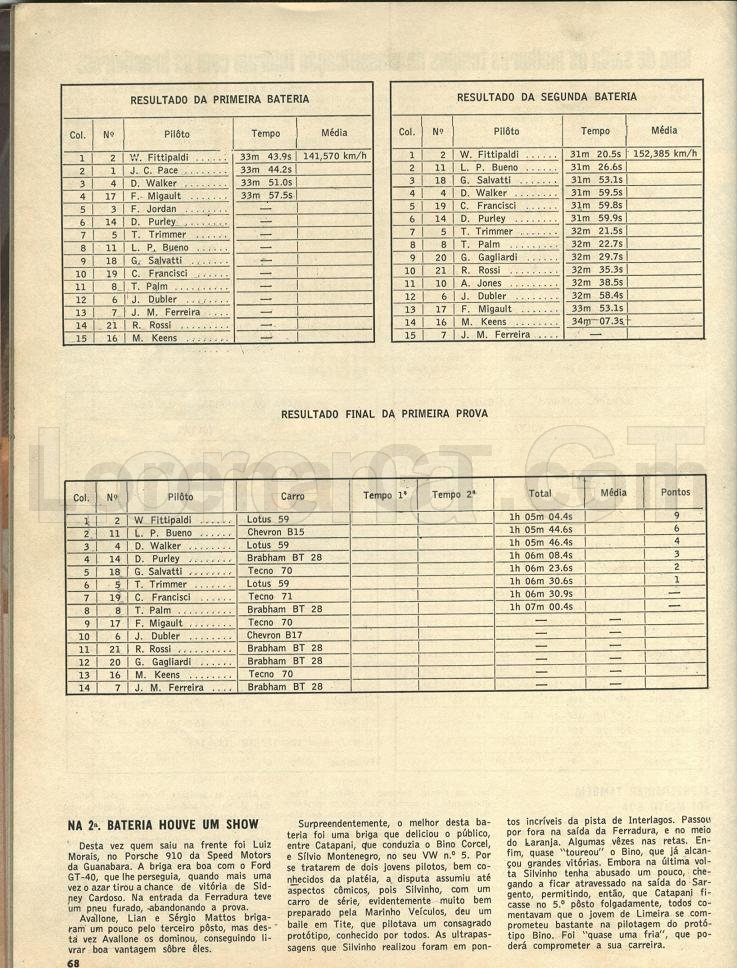 RESULTADO DA PRIMEIRA BATERIA
Col. Nº Pilôto Tempo Média
1 2 W. Fittipaldi ...... 33m 43.9s 141,570 km/h
2 1 J. C. Pace ........ 33m 44.2s
3 4 D. Walker ........ 33m 51.0s
4 17 F. Migault ........ 33m 57.5s
5 3 F. Jordan ........ —
6 14 D. Purley ........ —
7 5 T. Trimmer ....... —
8 11 L. P. Bueno ...... —
9 18 G. Salvatti ....... —
10 19 C. Francisci ...... —
11 8 T. Palm .......... —
12 6 J. Dubler ......... —
13 7 J. M. Ferreira .... —
14 21 R. Rossi ......... —
15 16 M. Keens ........ —
RESULTADO DA SEGUNDA BATERIA
Col. Nº Pilôto Tempo Média
1 2 W. Fittipaldi ...... 31m 20.5s 152,385 km/h
2 11 L. P. Bueno ...... 31m 26.6s
3 18 G. Salvatti ....... 31m 53.1s
4 4 D. Walker ........ 31m 59.5s
5 19 C. Francisci ...... 31m 59.8s
6 14 D. Purley ........ 31m 59.9s
7 5 T. Trimmer ....... 32m 21.5s
8 8 T. Palm .......... 32m 22.7s
9 20 G. Gagliardi ...... 32m 29.7s
10 21 R. Rossi ......... 32m 35.3s
11 10 A. Jones ......... 32m 38.5s
12 6 J. Dubler ......... 32m 58.4s
13 17 F. Migault ........ 33m 53.1s
14 16 M. Keens ........ 34m 07.3s
15 7 J. M. Ferreira .... —
RESULTADO FINAL DA PRIMEIRA PROVA
LorenamaGT.com
Col. Nº Pilôto Carro Tempo 1ª Tempo 2ª Total Média Pontos
1 2 W Fittipaldi ...... Lotus 59 1h 05m 04.4s 9
2 11 L. P. Bueno ...... Chevron B15 1h 05m 44.6s 6
3 4 D. Walker ........ Lotus 59 1h 05m 46.4s 4
4 14 D. Purley ........ Brabham BT 28 1h 06m 08.4s 3
5 18 G. Salvatti ....... Tecno 70 1h 06m 23.6s 2
6 5 T. Trimmer ....... Lotus 59 1h 06m 30.6s 1
7 19 C. Francisci ...... Tecno 71 1h 06m 30.9s —
8 8 T. Palm .......... Brabham BT 28 1h 07m 00.4s —
9 17 F. Migault ........ Tecno 70 — —
10 6 J. Dubler ......... Chevron B17 — —
11 21 R. Rossi .......... Brabham BT 28 — —
12 20 G. Gagliardi ...... Brabham BT 28 — —
13 16 M. Keens ........ Tecno 70 — —
14 7 J. M. Ferreira .... Brabham BT 28 — —
NA 2ª. BATERIA HOUVE UM SHOW
Desta vez quem saiu na frente foi Luiz
Morais, no Porsche 910 da Speed Motors
da Guanabara. A briga era boa com o Ford
GT-40, que lhe perseguia, quando mais uma
vez o azar tirou a chance de vitória de Sid-
ney Cardoso. Na entrada da Ferradura teve
um pneu furado, abandonando a prova.
Avallone, Lian e Sérgio Mattos briga-
ram um pouco pelo terceiro pôsto, mas des-
ta vez Avallone os dominou, conseguindo li-
vrar boa vantagem sôbre êles.
68
Surpreendentemente, o melhor desta ba-
teria foi uma briga que deliciou o público,
entre Catapani, que conduzia o Bino Corcel,
e Sílvio Montenegro, no seu VW n.º 5. Por
se tratarem de dois jovens pilotos, bem co-
nhecidos da platéia, a disputa assumiu até
aspectos cômicos, pois Silvinho, com um
carro de série, evidentemente muito bem
preparado pela Marinho Veículos, deu um
baile em Tite, que pilotava um consagrado
protótipo, conhecido por todos. As ultrapas-
sagens que Silvinho realizou foram em pon-
tos incríveis da pista de Interlagos. Passou
por fora na saída da Ferradura, e no meio
do Laranja. Algumas vêzes nas retas. En-
fim, quase "toureou" o Bino, que já alcan-
çou grandes vitórias. Embora na última vol-
ta Silvinho tenha abusado um pouco, che-
gando a ficar atravessado na saída do Sar-
gento, permitindo, então, que Catapani fi-
casse no 5.º pôsto folgadamente, todos co-
mentavam que o jovem de Limeira se com-
prometeu bastante na pilotagem do protó-
tipo Bino. Foi "quase uma fria", que po-
derá comprometer a sua carreira.